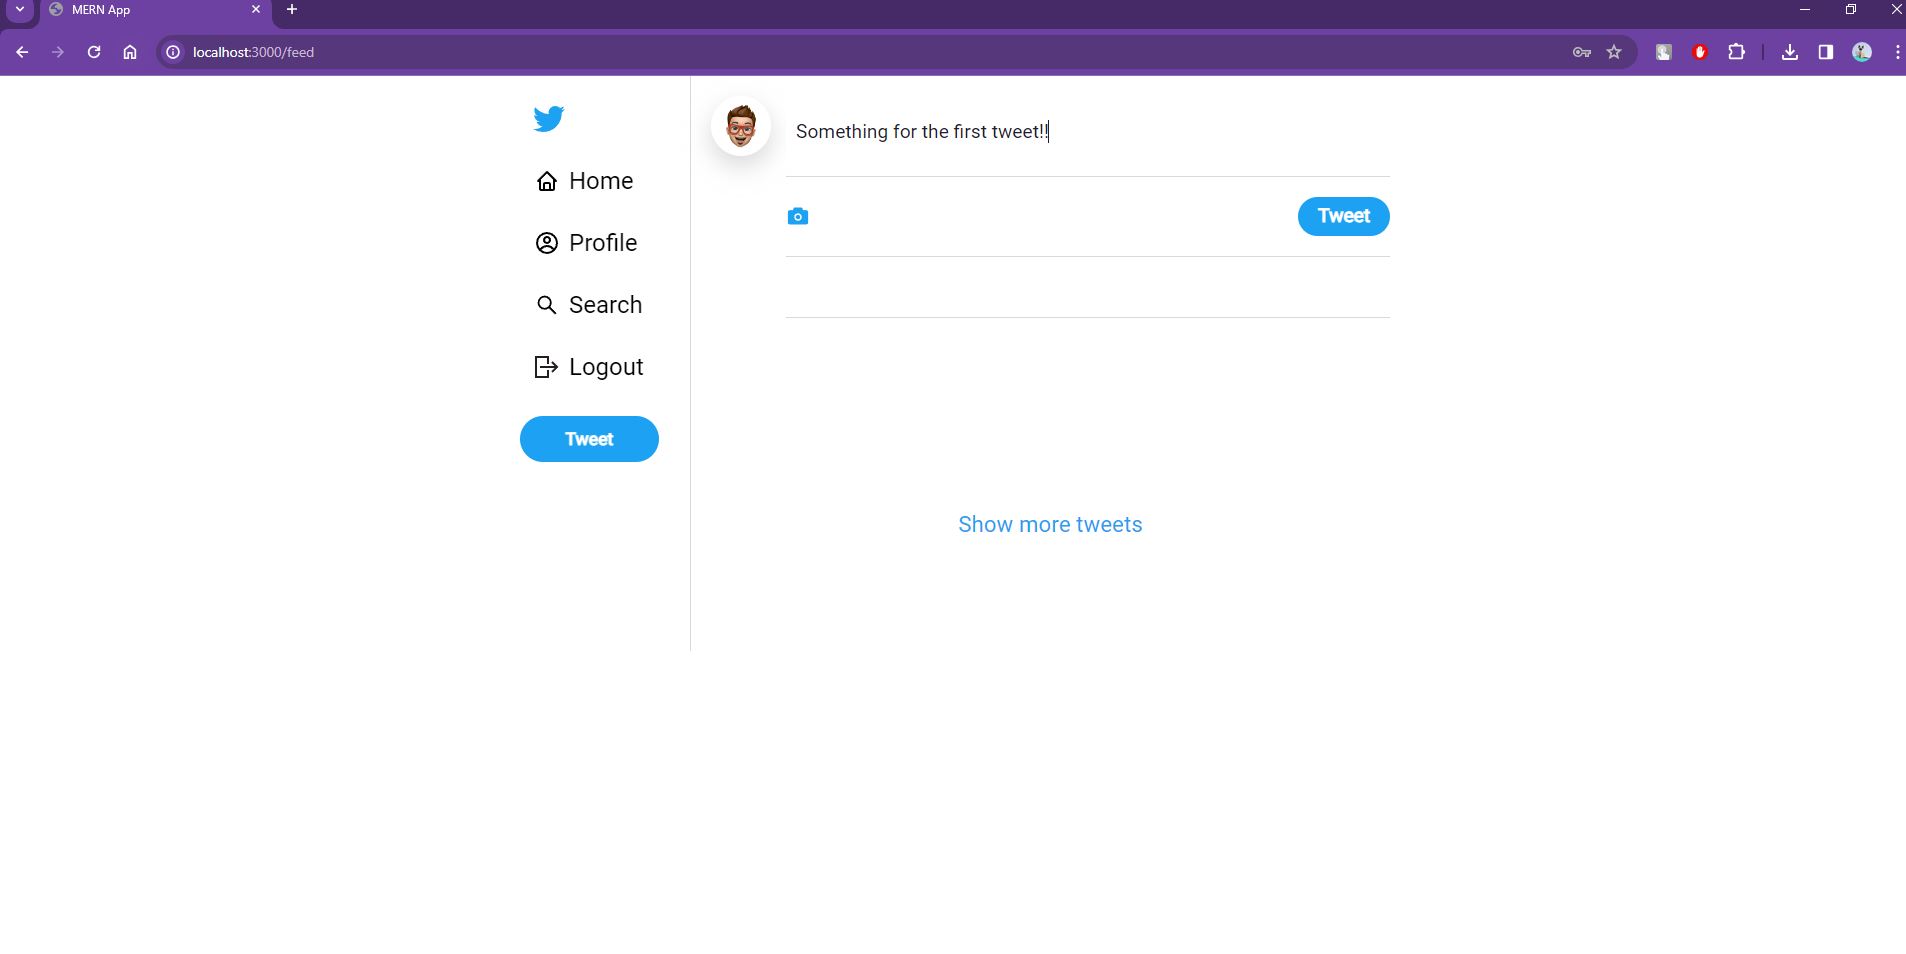 MERN App
localhost:3000/feed
Something for the first tweet!!
Home
Tweet
Profile
Search
Logout
Tweet
Show more tweets